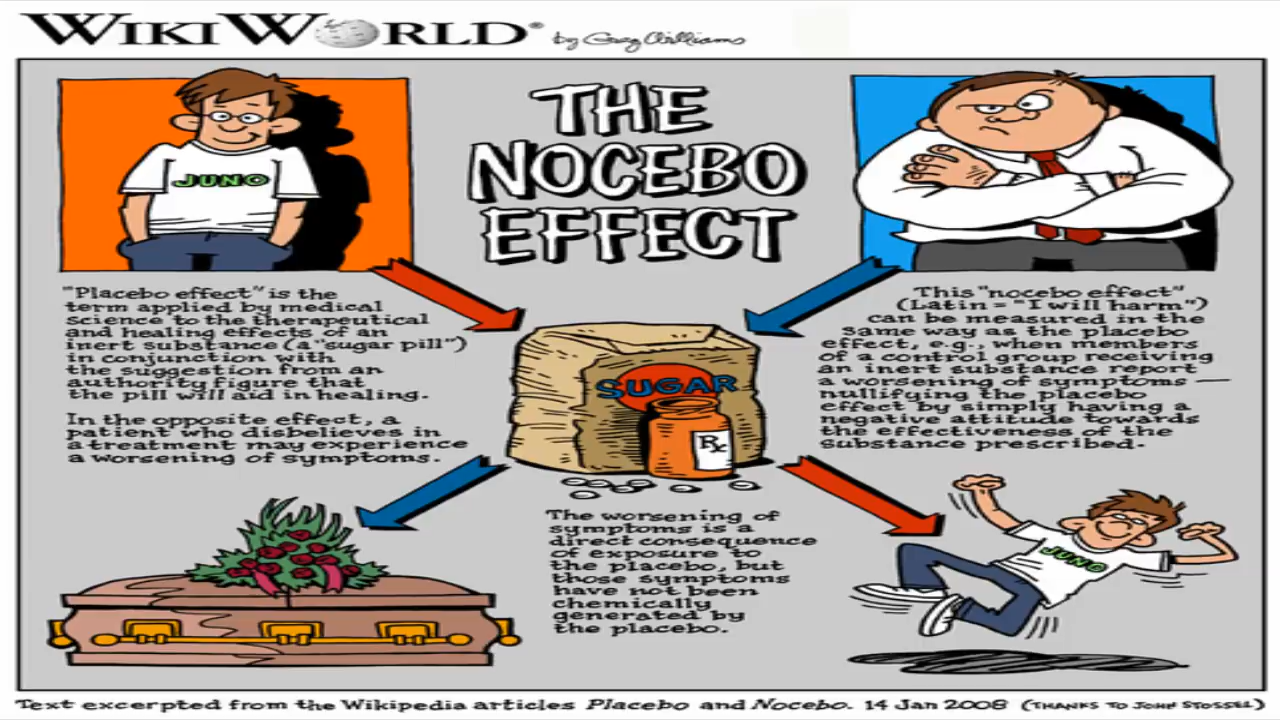 WIKIWORLD® by Greg Williams
THE
NOCEBO
EFFECT
JUNO
"Placebo effect" is the
term applied by medical
science to the therapeutical
and healing effects of an
inert substance (a "sugar pill")
in conjunction with
the suggestion from an
authority figure that
the pill will aid in healing.
In the opposite effect, a
patient who disbelieves in
a treatment may experience
a worsening of symptoms.
This "nocebo effect"
(Latin = "I will harm")
can be measured in the
same way as the placebo
effect, e.g., when members
of a control group receiving
an inert substance report
a worsening of symptoms —
nullifying the placebo
effect by simply having a
negative attitude towards
the effectiveness of the
substance prescribed.
SUGAR
Rx
The worsening of
symptoms is a
direct consequence
of exposure to
the placebo, but
those symptoms
have not been
chemically
generated by
the placebo.
JUNO
Text excerpted from the Wikipedia articles Placebo and Nocebo. 14 Jan 2008 (THANKS TO JOHN STOSSEL)